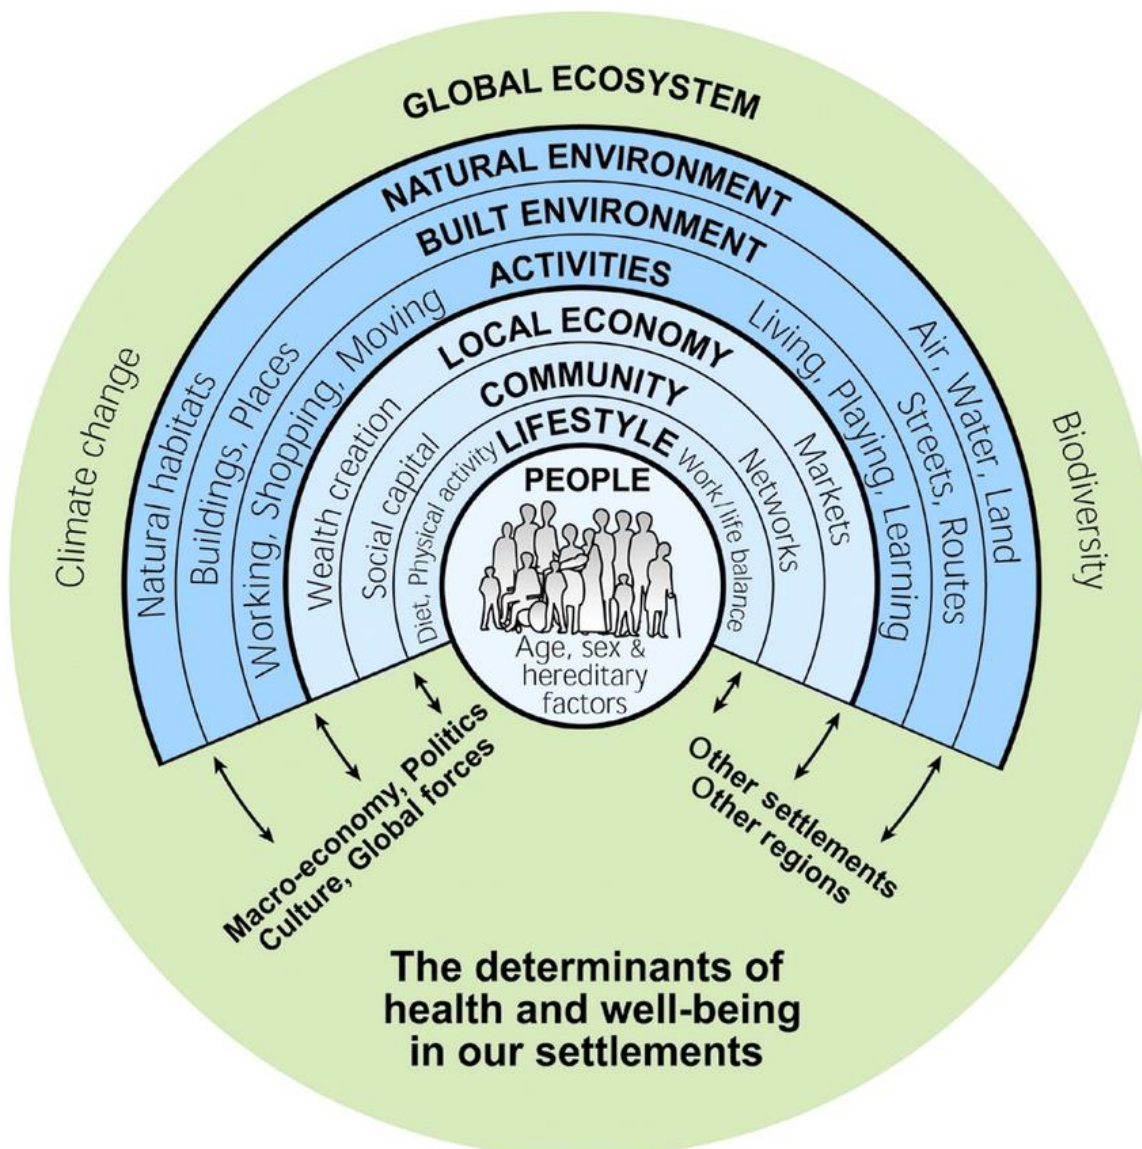 GLOBAL ECOSYSTEM
NATURAL ENVIRONMENT
BUILT ENVIRONMENT
ACTIVITIES
LOCAL ECONOMY
COMMUNITY
LIFESTYLE
PEOPLE
Age, sex &
hereditary
factors
Climate change
Natural habitats
Buildings, Places
Working, Shopping, Moving
Wealth creation
Social capital
Diet, Physical activity
Work/life balance
Networks
Markets
Living, Playing, Learning
Streets, Routes
Air, Water, Land
Biodiversity
Macro-economy, Politics
Culture, Global forces
Other settlements
Other regions
The determinants of
health and well-being
in our settlements